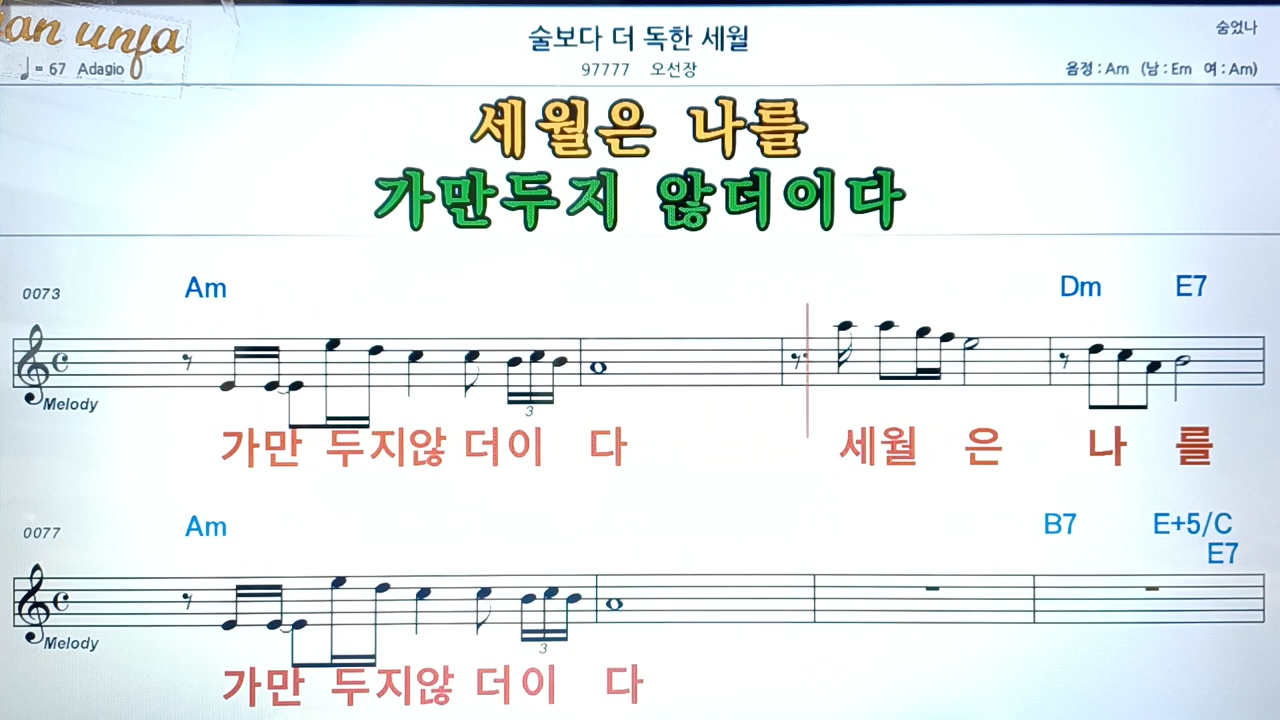 술보다 더 독한 세월
숭었나
♩= 67 Adagio
97777 오선장
음정 : Am (남 : Em 여 : Am)
세월은 나를
가만두지 않더이다
0073 Am Dm E7
Melody
3
가만 두지않 더이 다 세월 은 나 를
0077 Am B7 E+5/C
E7
Melody
3
가만 두지않 더이 다